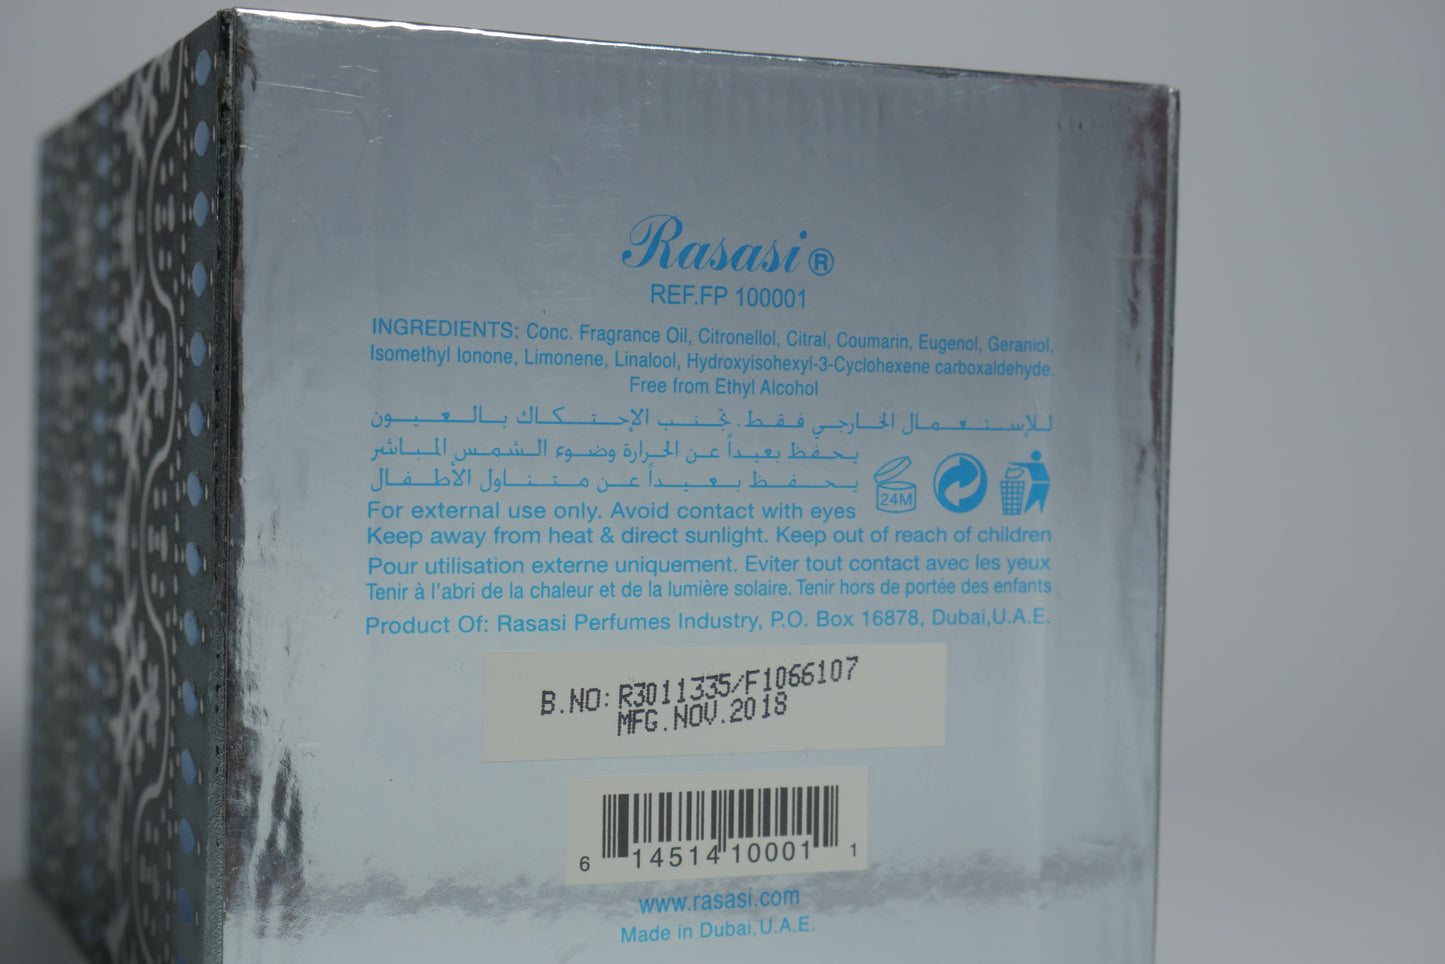 Rasasi®
REF.FP 100001
INGREDIENTS: Conc. Fragrance Oil, Citronellol, Citral, Coumarin, Eugenol, Geraniol,
Isomethyl Ionone, Limonene, Linalool, Hydroxyisohexyl-3-Cyclohexene carboxaldehyde.
Free from Ethyl Alcohol
للإستعمال الخارجي فقط. تجنب الإحتكاك بالعيون
يحفظ بعيداً عن الحرارة وضوء الشمس المباشر
يحفظ بعيداً عن متناول الأطفال
24M
For external use only. Avoid contact with eyes
Keep away from heat & direct sunlight. Keep out of reach of children
Pour utilisation externe uniquement. Eviter tout contact avec les yeux
Tenir à l'abri de la chaleur et de la lumière solaire. Tenir hors de portée des enfants
Product Of: Rasasi Perfumes Industry, P.O. Box 16878, Dubai,U.A.E.
B.NO: R3011335/F1066107
MFG.NOV.2018
6 14514 10001 1
www.rasasi.com
Made in Dubai,U.A.E.